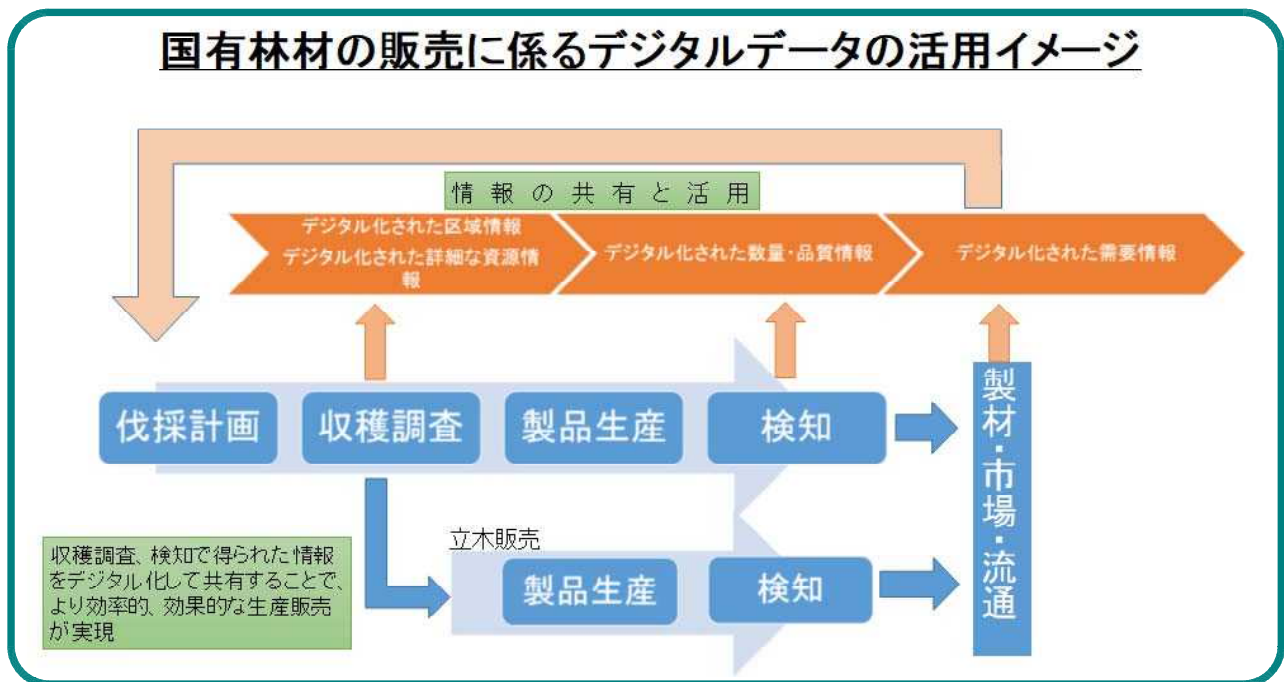 国有林材の販売に係るデジタルデータの活用イメージ
情報の共有と活用
デジタル化された区域情報
デジタル化された詳細な資源情
報
デジタル化された数量・品質情報
デジタル化された需要情報
伐採計画
収穫調査
製品生産
検知
製材・市場・流通
立木販売
製品生産
検知
収穫調査、検知で得られた情報
をデジタル化して共有することで、
より効率的、効果的な生産販売
が実現